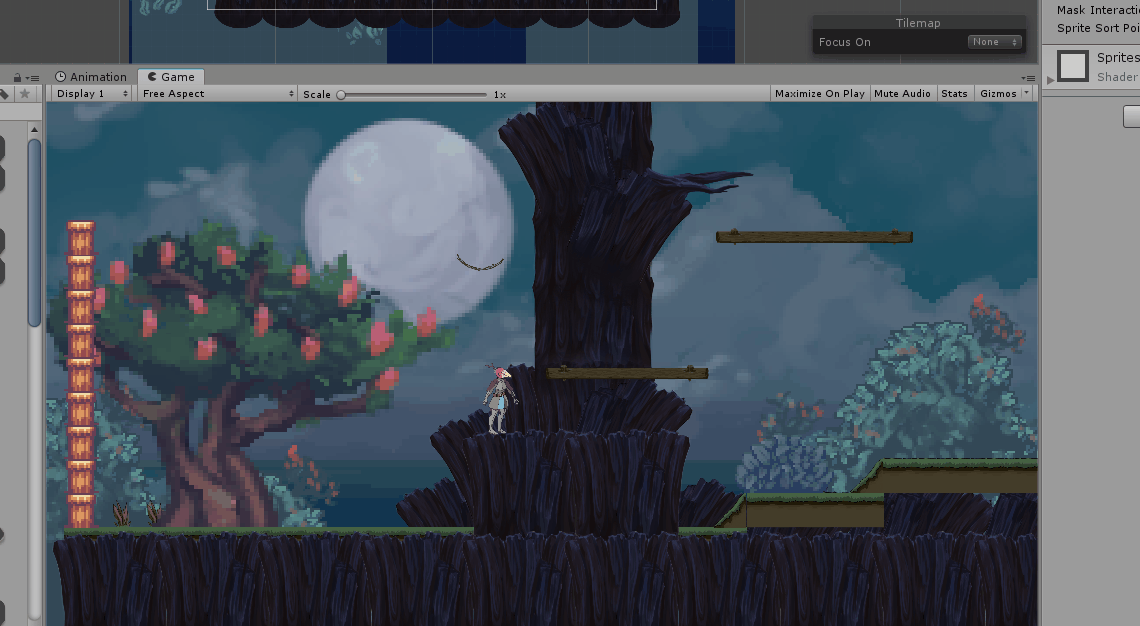 Mask Interactio
Sprite Sort Poi
Tilemap
Focus On None
Sprites
Shader
Animation Game
Display 1 Free Aspect Scale 1x Maximize On Play Mute Audio Stats Gizmos